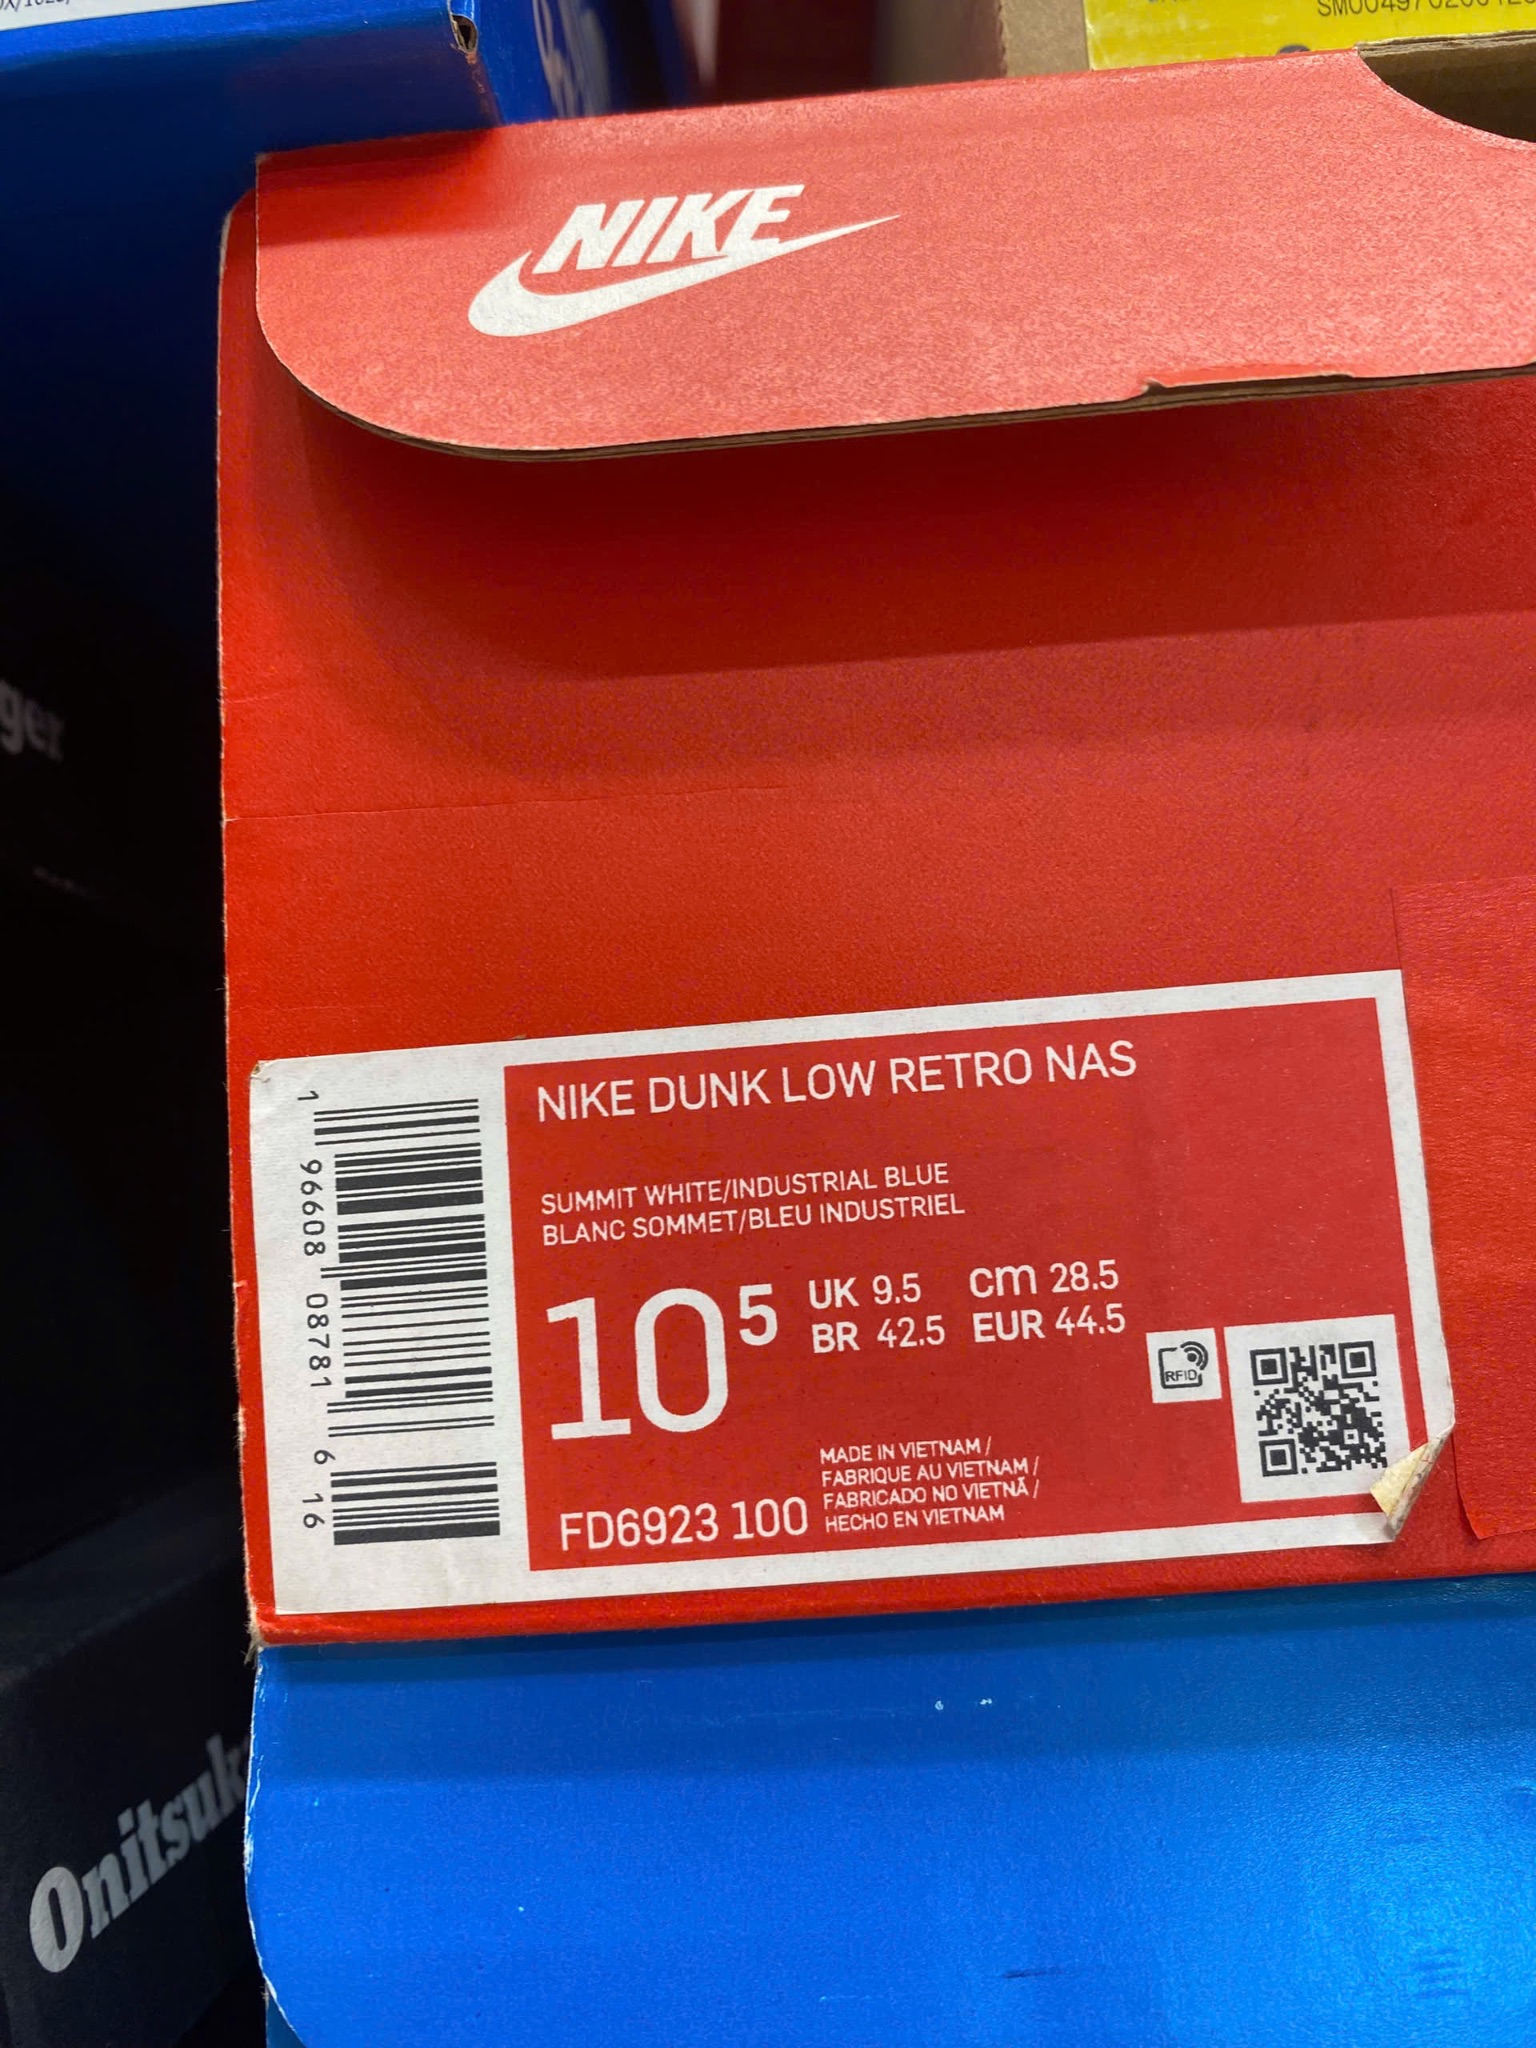 NIKE
NIKE DUNK LOW RETRO NAS
SUMMIT WHITE/INDUSTRIAL BLUE
BLANC SOMMET/BLEU INDUSTRIEL
10 5
UK 9.5 cm 28.5
BR 42.5 EUR 44.5
RFID
MADE IN VIETNAM /
FABRIQUE AU VIETNAM /
FABRICADO NO VIETNÃ /
HECHO EN VIETNAM
FD6923 100
1 96608 08781 6 16
ger
Onitsuk